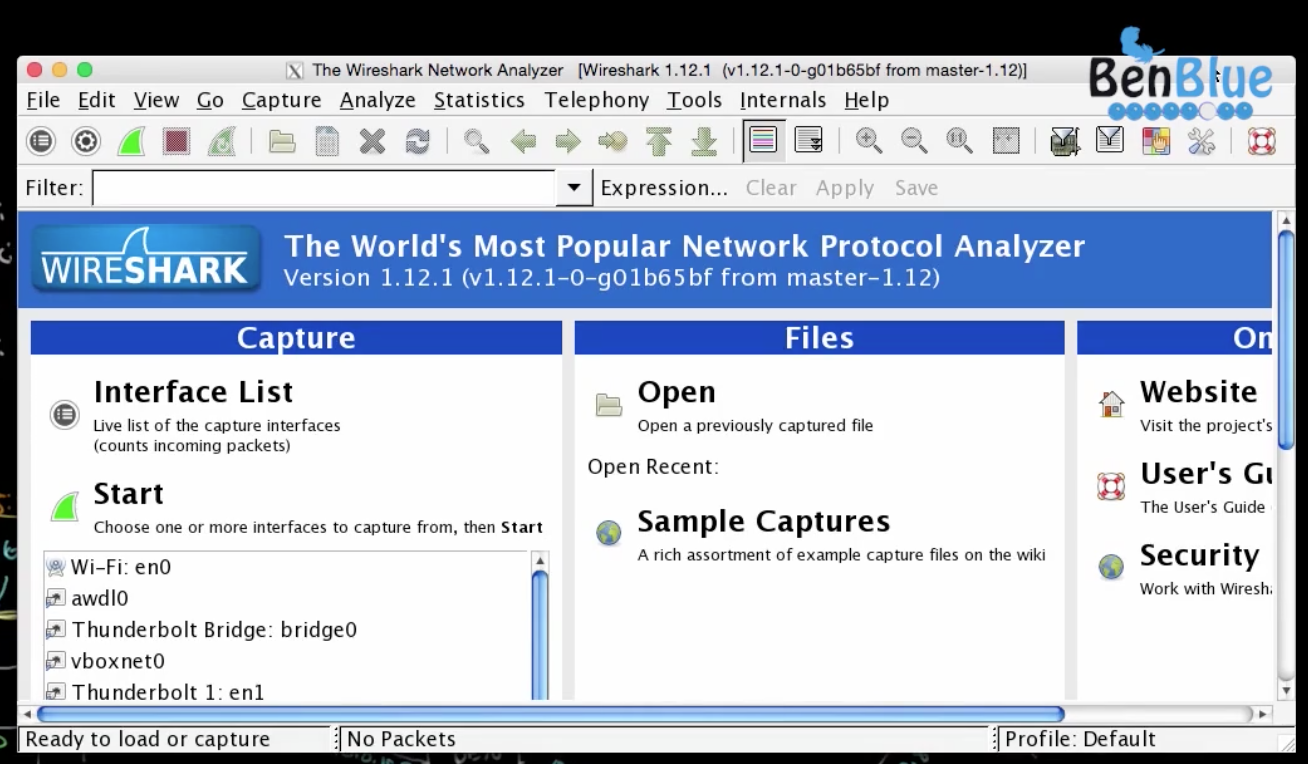 BenBlue
The Wireshark Network Analyzer [Wireshark 1.12.1 (v1.12.1-0-g01b65bf from master-1.12)]
File Edit View Go Capture Analyze Statistics Telephony Tools Internals Help
Filter: Expression... Clear Apply Save
WIRESHARK
The World's Most Popular Network Protocol Analyzer
Version 1.12.1 (v1.12.1-0-g01b65bf from master-1.12)
Capture
Interface List
Live list of the capture interfaces
(counts incoming packets)
Start
Choose one or more interfaces to capture from, then Start
Wi-Fi: en0
awdl0
Thunderbolt Bridge: bridge0
vboxnet0
Thunderbolt 1: en1
Files
Open
Open a previously captured file
Open Recent:
Sample Captures
A rich assortment of example capture files on the wiki
On
Website
Visit the project's
User's Gu
The User's Guide
Security
Work with Wiresha
Ready to load or capture
No Packets
Profile: Default